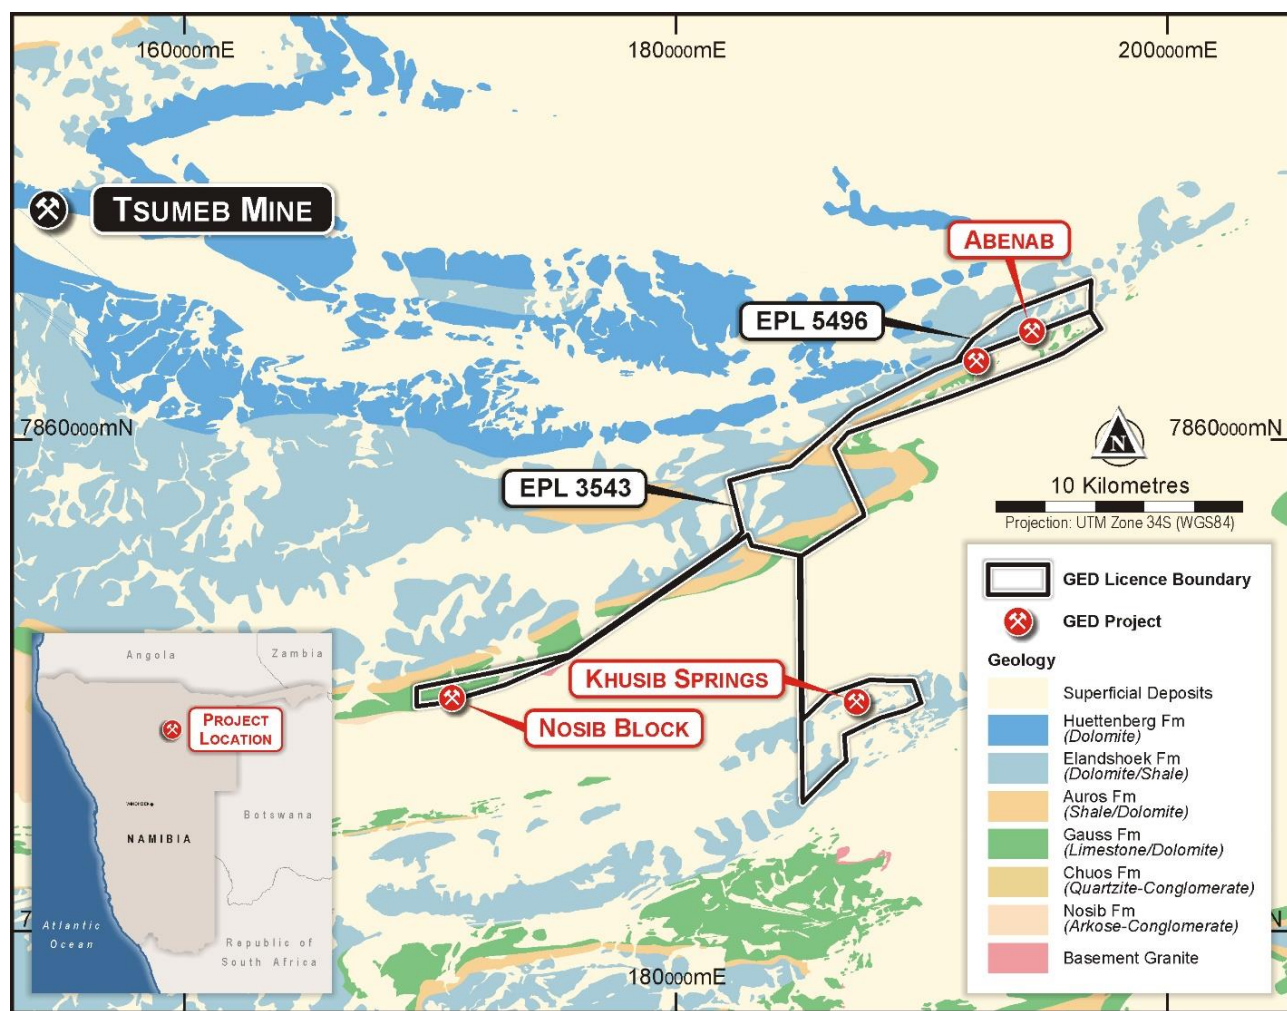 160000mE
180000mE
200000mE
TSUMEB MINE
ABENAB
EPL 5496
7860000mN
7860000mN
N
EPL 3543
10 Kilometres
Projection: UTM Zone 34S (WGS84)
KHUSIB SPRINGS
NOSIB BLOCK
GED Licence Boundary
GED Project
Geology
Superficial Deposits
Huettenberg Fm
(Dolomite)
Elandshoek Fm
(Dolomite/Shale)
Auros Fm
(Shale/Dolomite)
Gauss Fm
(Limestone/Dolomite)
Chuos Fm
(Quartzite-Conglomerate)
Nosib Fm
(Arkose-Conglomerate)
Basement Granite
Angola
Zambia
PROJECT
LOCATION
WINDHOEK
NAMIBIA
Botswana
Atlantic
Ocean
Republic of
South Africa
7
N
180000mE